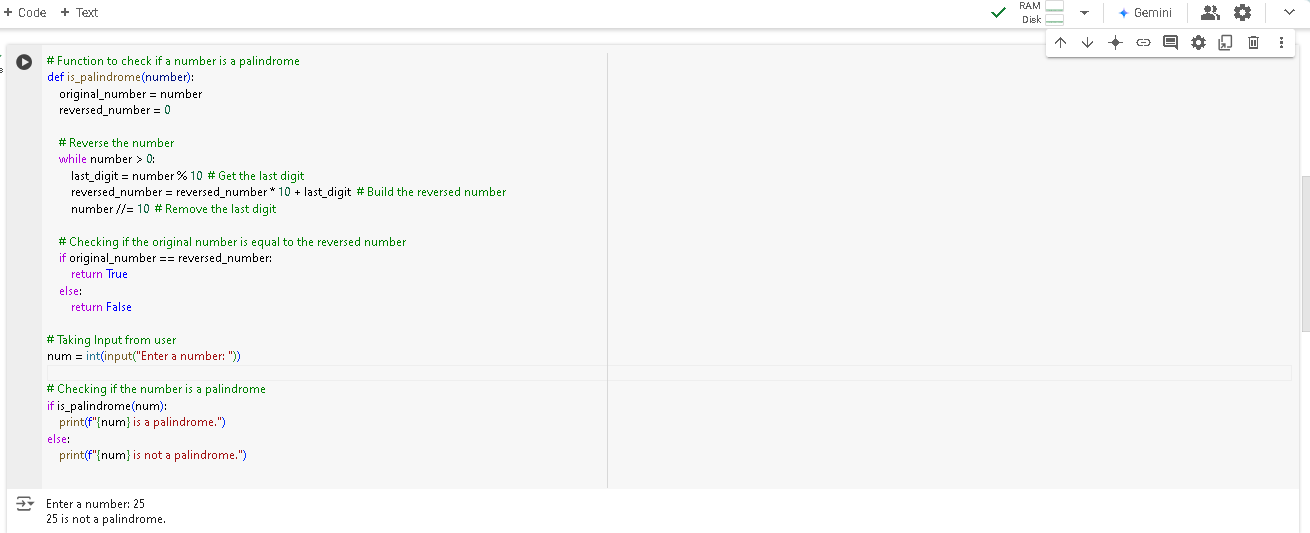 + Code + Text
RAM
Disk
Gemini
# Function to check if a number is a palindrome
def is_palindrome(number):
    original_number = number
    reversed_number = 0

    # Reverse the number
    while number > 0:
        last_digit = number % 10 # Get the last digit
        reversed_number = reversed_number * 10 + last_digit # Build the reversed number
        number //= 10 # Remove the last digit

    # Checking if the original number is equal to the reversed number
    if original_number == reversed_number:
        return True
    else:
        return False

# Taking Input from user
num = int(input("Enter a number: "))

# Checking if the number is a palindrome
if is_palindrome(num):
    print(f"{num} is a palindrome.")
else:
    print(f"{num} is not a palindrome.")
Enter a number: 25
25 is not a palindrome.